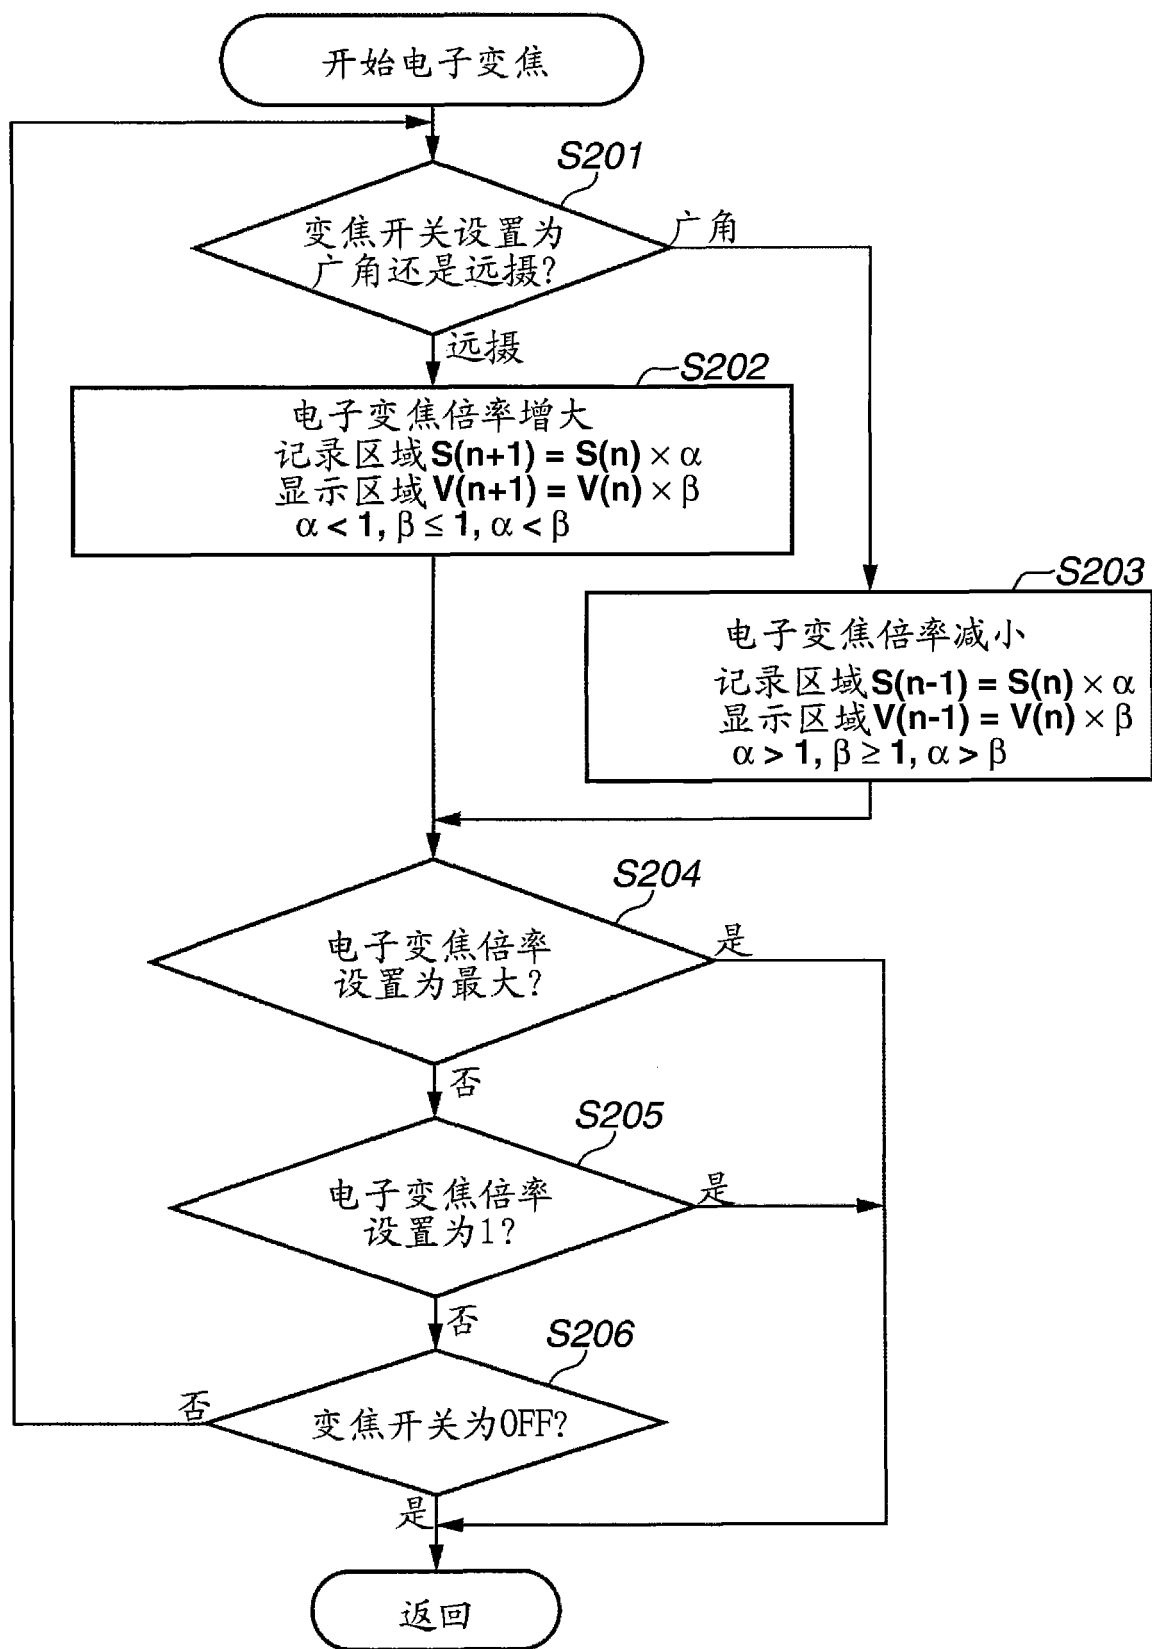 开始电子变焦
S201
变焦开关设置为
广角还是远摄?
广角
远摄
S202
电子变焦倍率增大
记录区域 S(n+1) = S(n) × α
显示区域 V(n+1) = V(n) × β
α < 1, β ≤ 1, α < β
S203
电子变焦倍率减小
记录区域 S(n-1) = S(n) × α
显示区域 V(n-1) = V(n) × β
α > 1, β ≥ 1, α > β
S204
电子变焦倍率
设置为最大?
是
否
S205
电子变焦倍率
设置为1?
是
否
S206
变焦开关为OFF?
否
是
返回